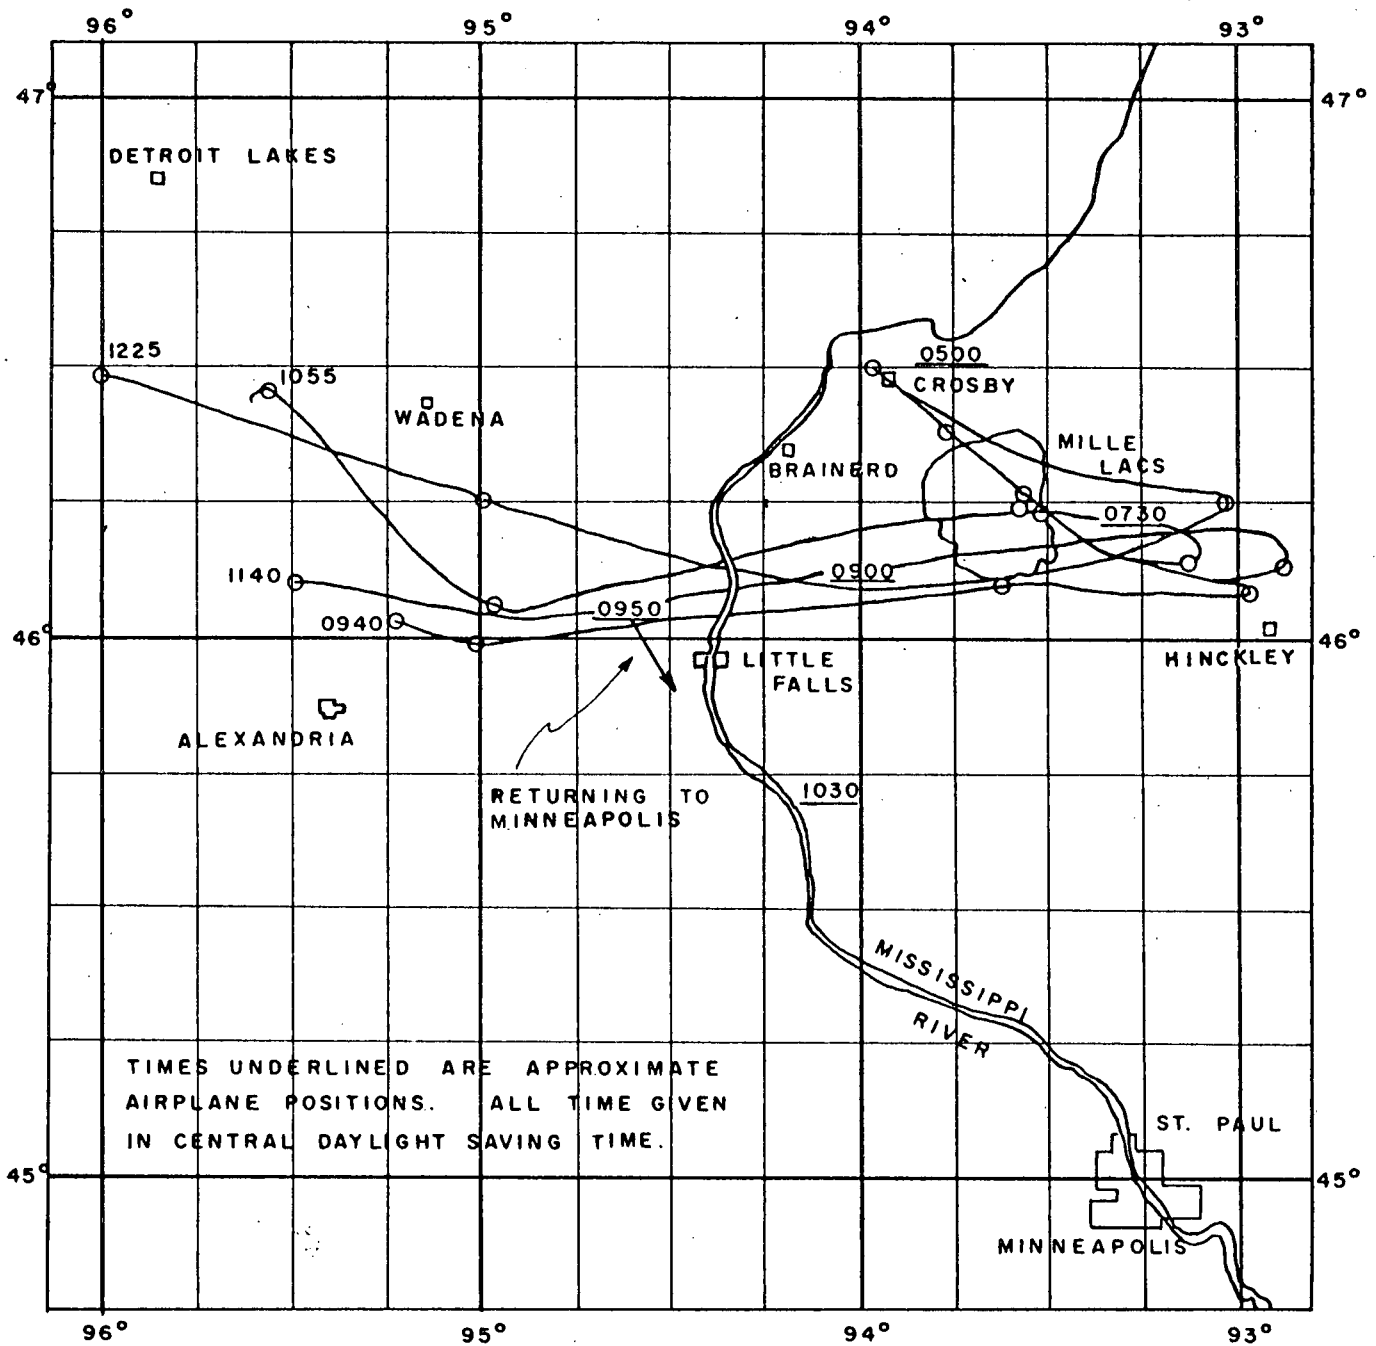 96° 95° 94° 93°
47° 47°
DETROIT LAKES
1225
1055
0500
CROSBY
WADENA
MILLE
LACS
BRAINERD
0730
1140
0900
0950
0940
46° 46°
LITTLE
FALLS
HINCKLEY
ALEXANDRIA
RETURNING TO
MINNEAPOLIS
1030
MISSISSIPPI
RIVER
TIMES UNDERLINED ARE APPROXIMATE
AIRPLANE POSITIONS. ALL TIME GIVEN
IN CENTRAL DAYLIGHT SAVING TIME.
ST. PAUL
45° 45°
MINNEAPOLIS
96° 95° 94° 93°